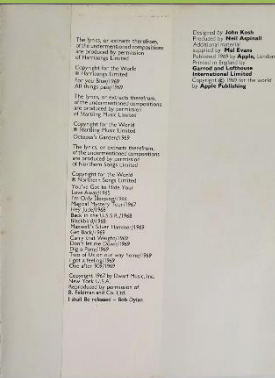 The lyrics, or extracts therefrom,
of the undermentioned compositions
are produced by permission
of Harrisongs Limited
Copyright for the World
© Harrisongs Limited
For you Blue/1969
All things pass/1969
The lyrics, or extracts therefrom,
of the undermentioned compositions
are produced by permission
of Startling Music Limited
Copyright for the World
© Startling Music Limited
Octopus's Garden/1969
The lyrics, or extracts therefrom,
of the undermentioned compositions
are produced by permission
of Northern Songs Limited
Copyright for the World
© Northern Songs Limited
You've Got to Hide Your
Love Away/1965
I'm Only Sleeping/1966
Magical Mystery Tour/1967
Hey Jude/1968
Back in the U.S.S.R./1968
Blackbird/1968
Maxwell's Silver Hammer/1969
Get Back/1969
Carry that Weight/1969
Don't let me Down/1969
Dig a Pony/1969
Two of Us on our way home/1969
I got a feeling/1969
One after 909/1969
Copyright 1967 by Dwarf Music, Inc.
New York U.S.A.
Reproduced by permission of
B. Feldman and Co. Ltd.
I shall Be released - Bob Dylan
Designed by John Kosh
Produced by Neil Aspinall
Additional material
supplied by Mal Evans
Published 1969 by Apple, London
Printed in England by
Garrod and Lofthouse
International Limited
Copyright © 1969 for the world
by Apple Publishing